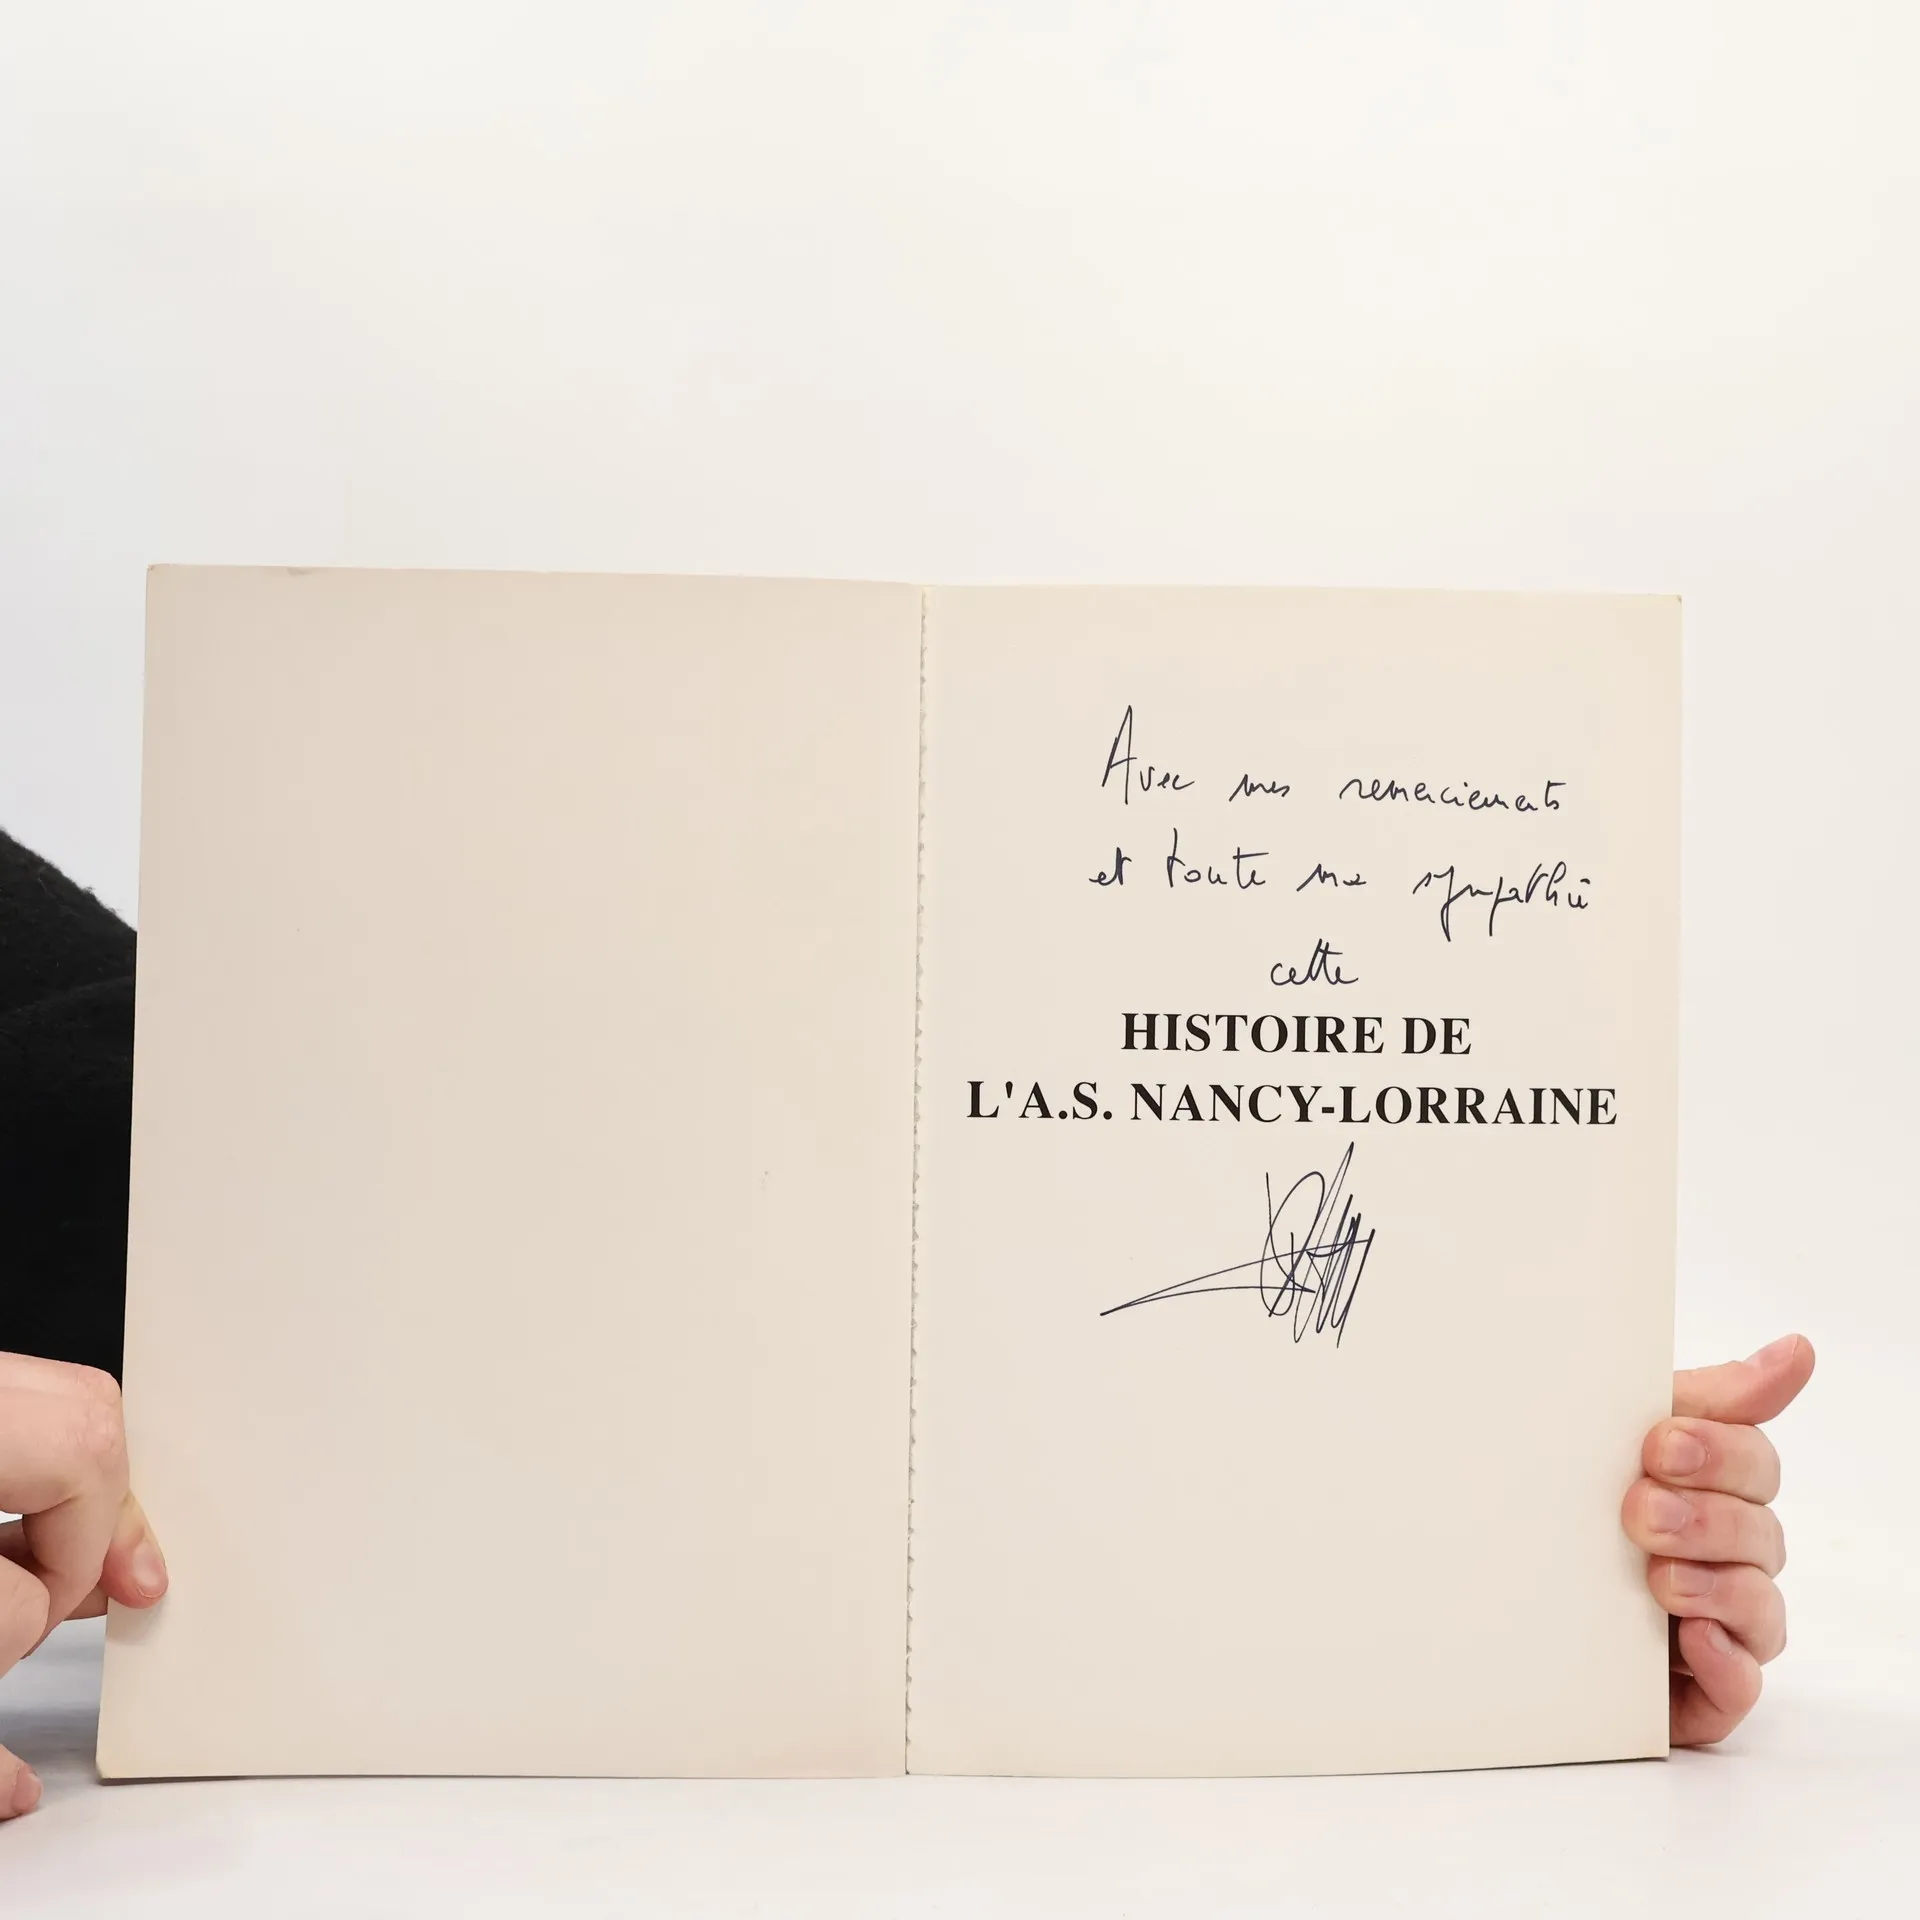 Avec mes remerciements
et toute ma sympathie
cette
HISTOIRE DE
L'A.S. NANCY-LORRAINE